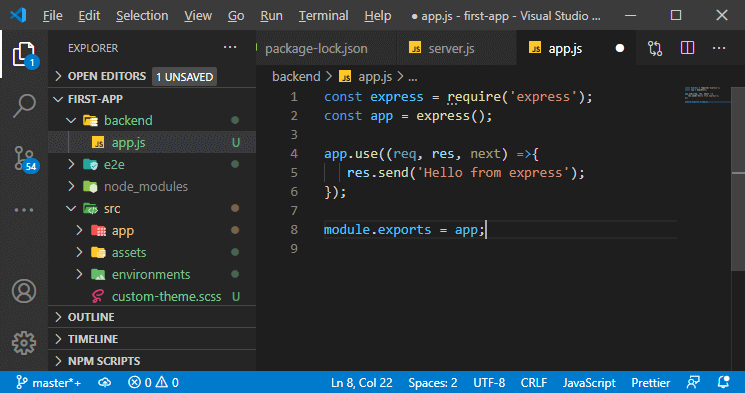 File Edit Selection View Go Run Terminal Help ● app.js - first-app - Visual Studio ...
EXPLORER ...
package-lock.json JS server.js JS app.js ●
OPEN EDITORS 1 UNSAVED
FIRST-APP
backend
JS app.js U
e2e
node_modules
src
app
assets
environments
custom-theme.scss U
OUTLINE
TIMELINE
NPM SCRIPTS
1
54
backend > JS app.js > ...
1 const express = require('express');
2 const app = express();
3
4 app.use((req, res, next) =>{
5 res.send('Hello from express');
6 });
7
8 module.exports = app;
9
master*+ 0 0 Ln 8, Col 22 Spaces: 2 UTF-8 CRLF JavaScript Prettier